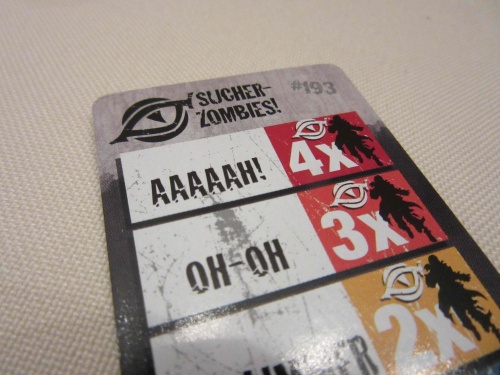 SUCHER-
ZOMBIES!
#193
AAAAAH! 4x
OH-OH 3x
2x